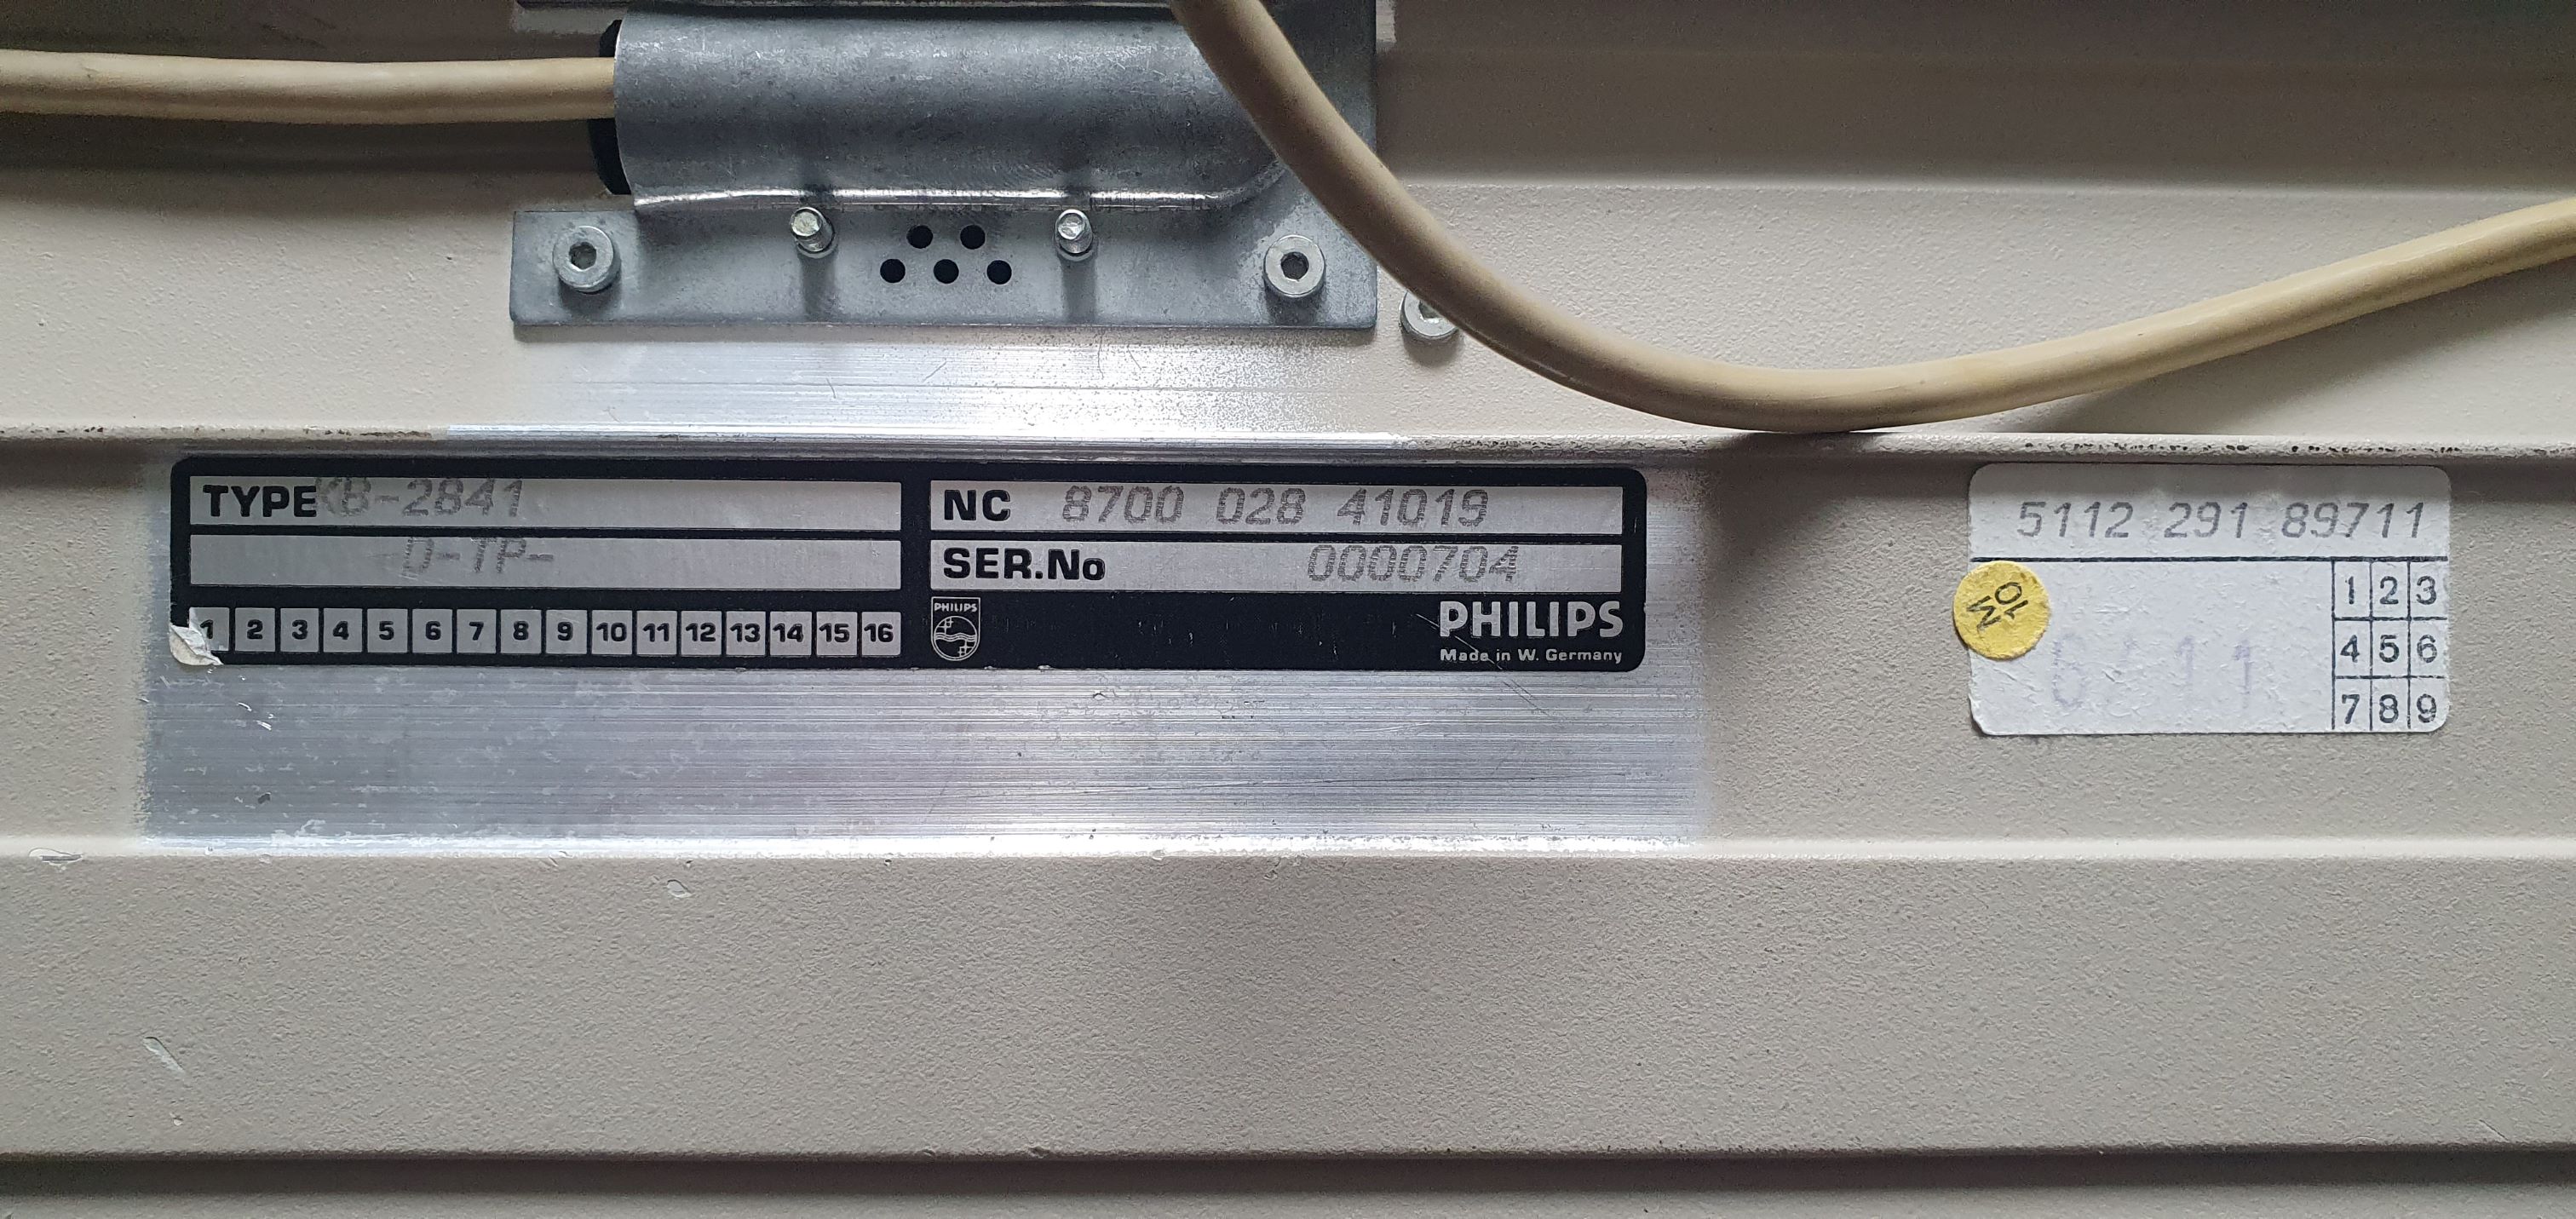 TYPE KB-2841
D-TP-
1 2 3 4 5 6 7 8 9 10 11 12 13 14 15 16
NC 8700 028 41019
SER.No 0000704
PHILIPS
PHILIPS
Made in W. Germany
5112 291 89711
1 2 3
4 5 6
7 8 9